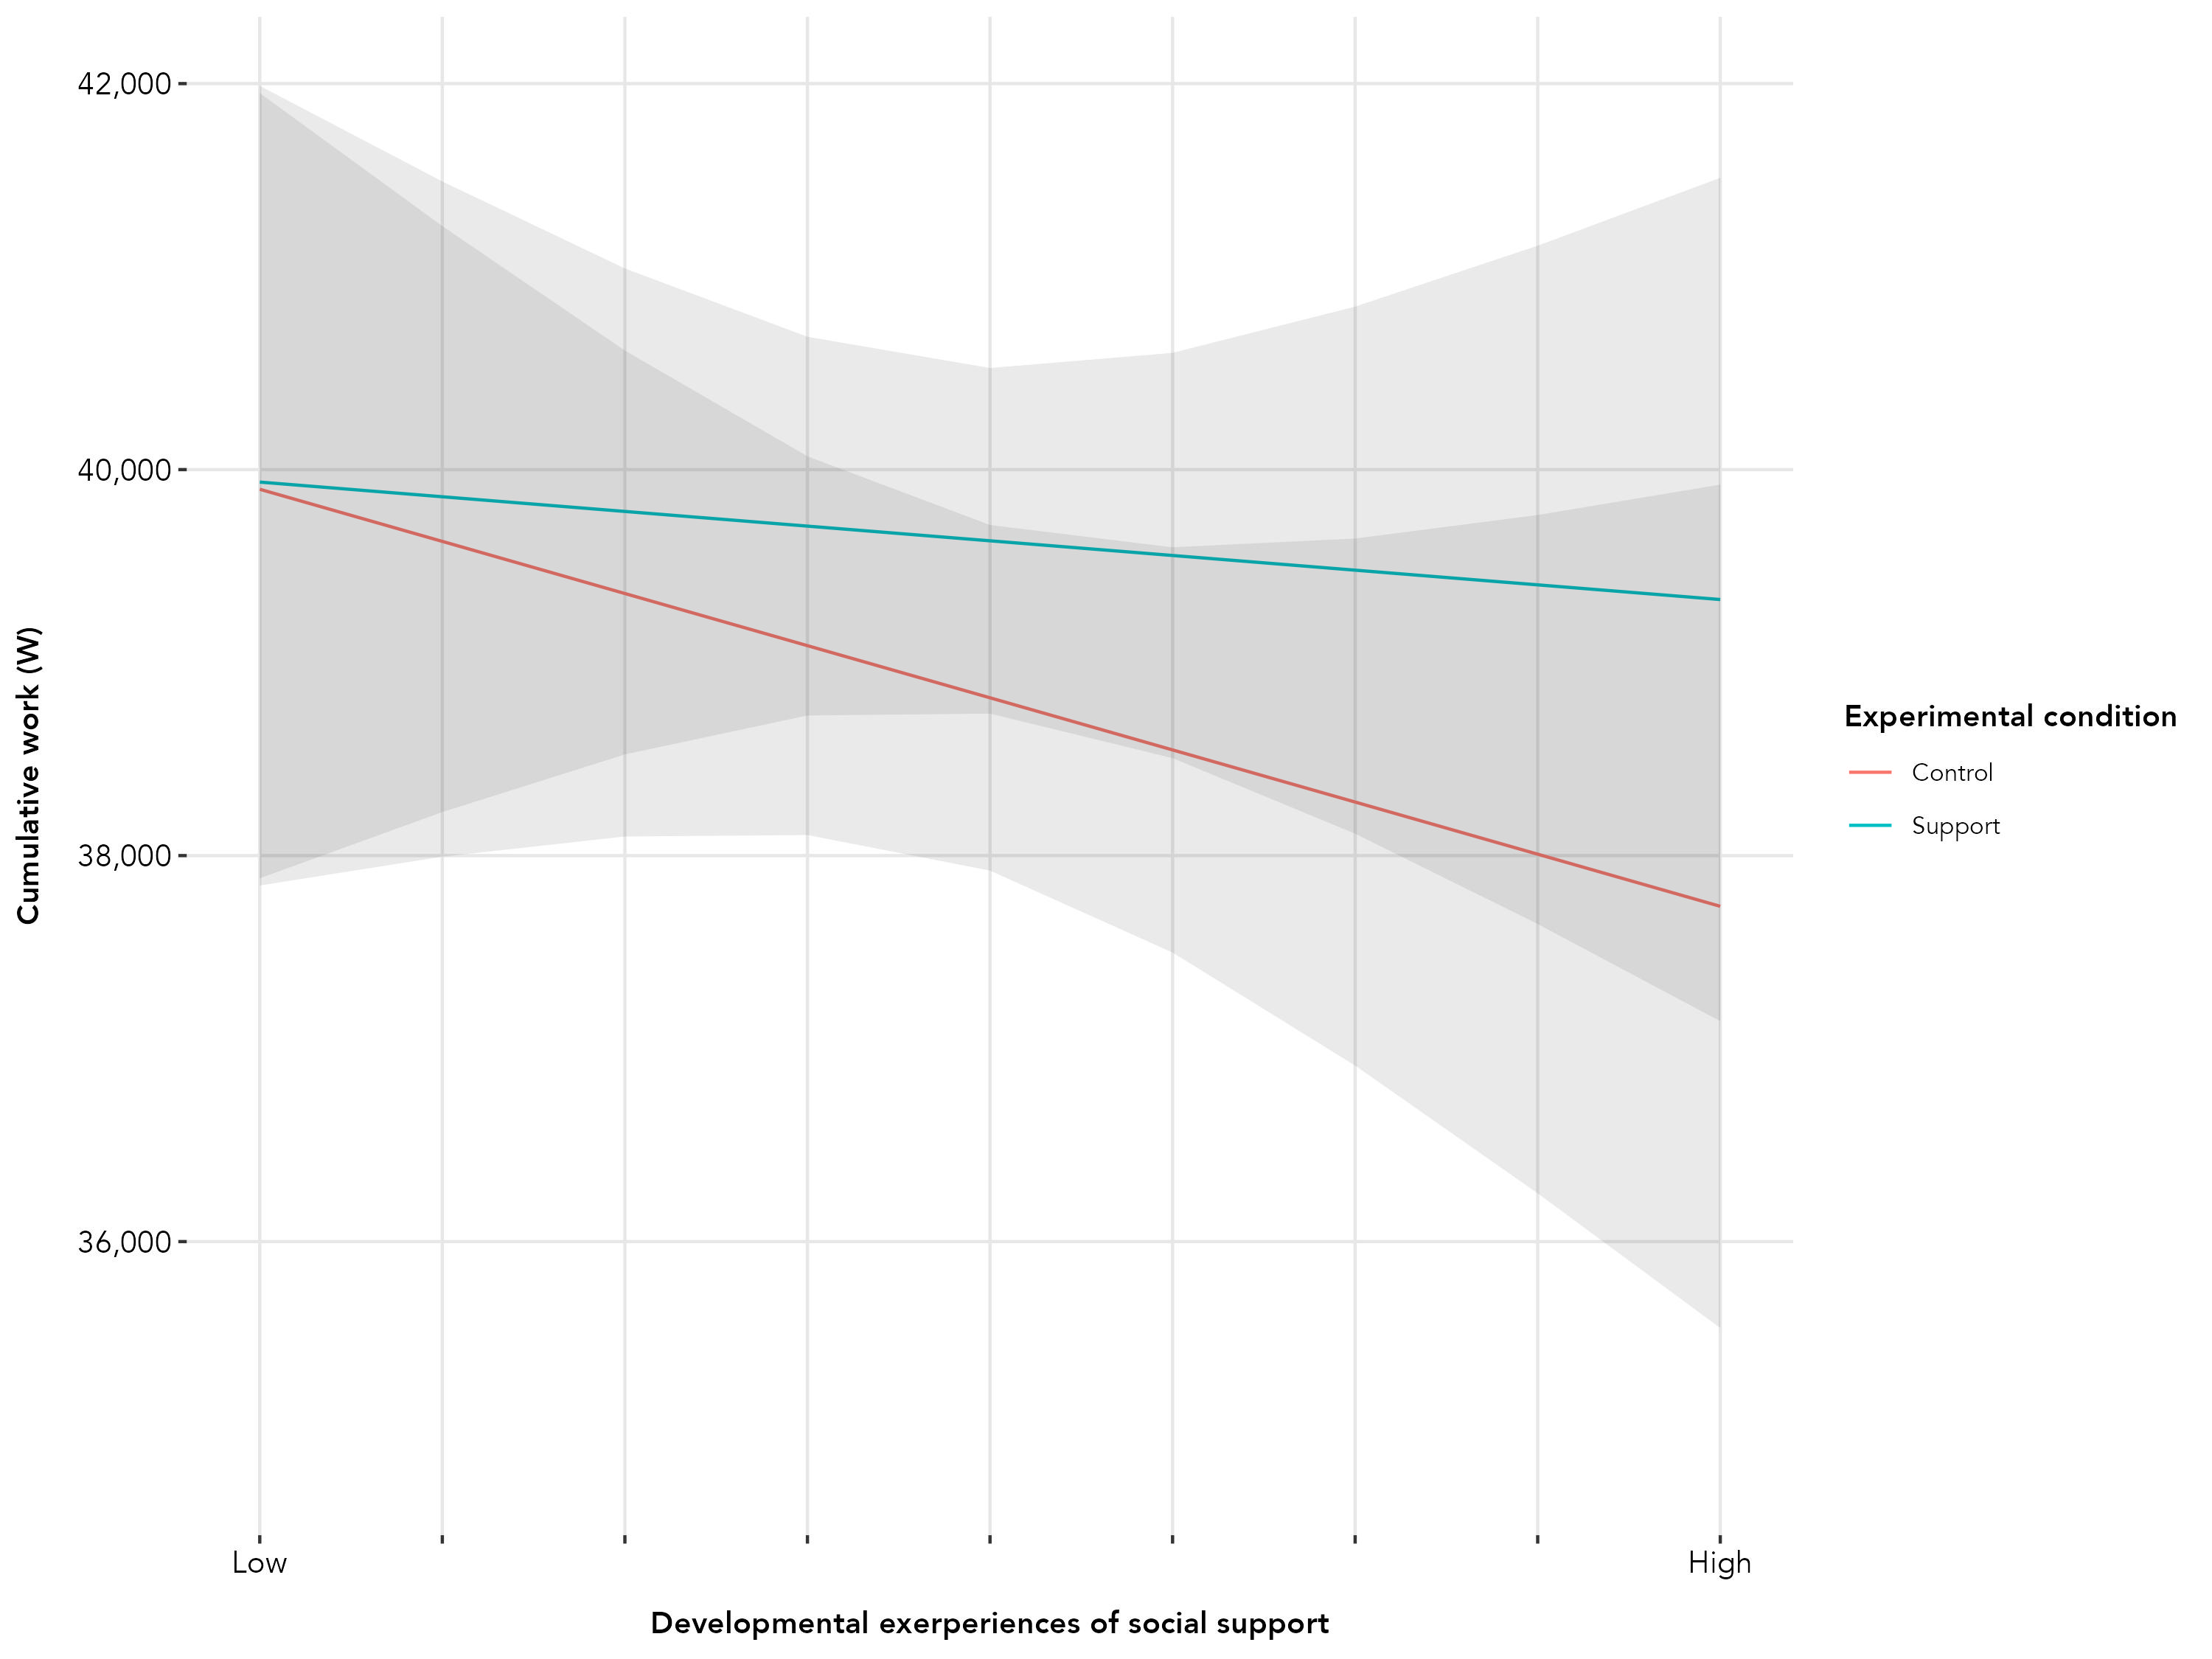 42,000
40,000
38,000
36,000
Cumulative work (W)
Low
High
Developmental exerperiences of social support
Experimental condition
Control
Support